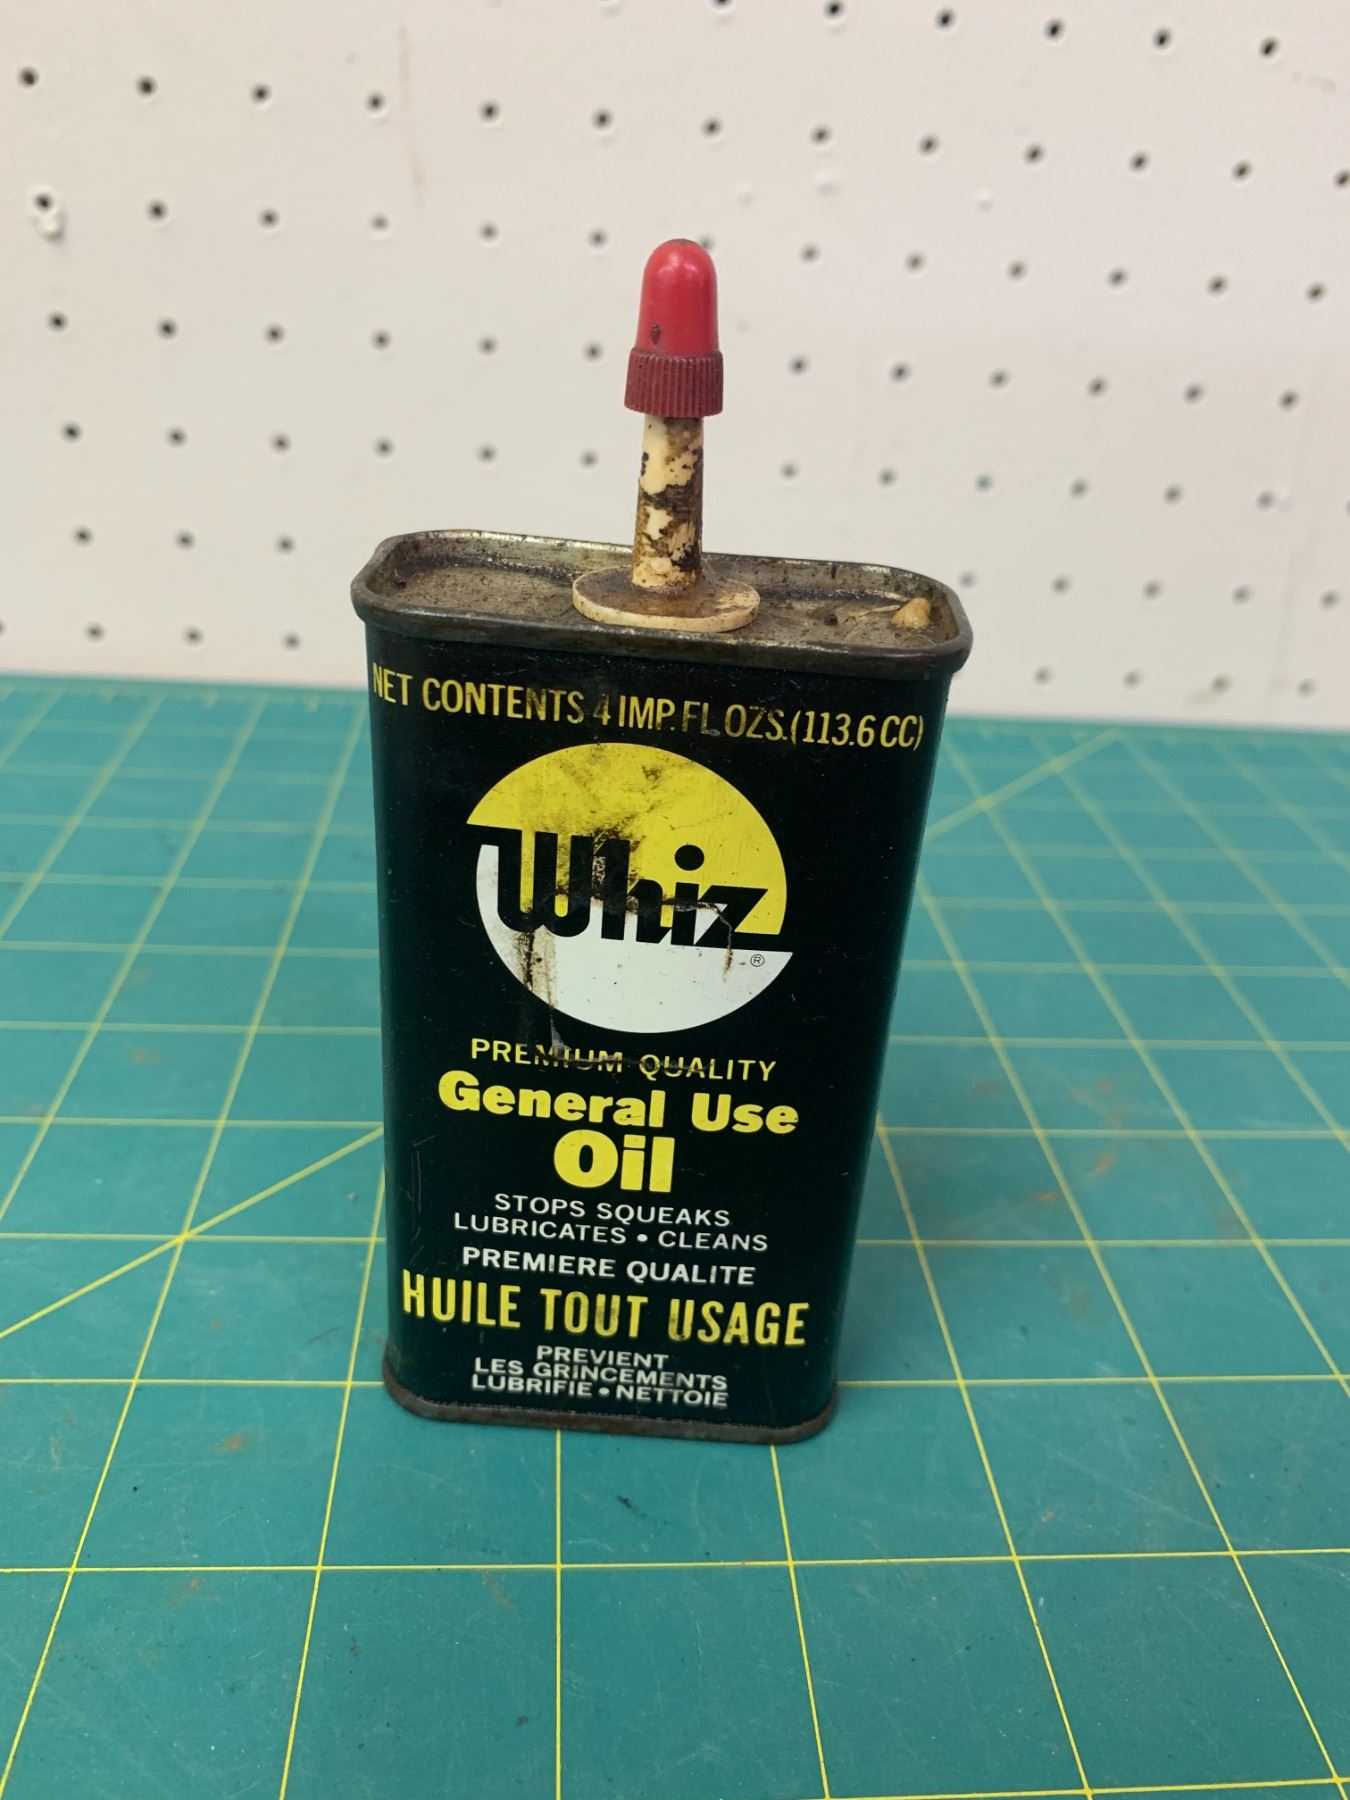 NET CONTENTS 4 IMP. FL. OZS. (113.6 CC)
Whiz
®
PREMIUM QUALITY
General Use
Oil
STOPS SQUEAKS
LUBRICATES • CLEANS
PREMIERE QUALITE
HUILE TOUT USAGE
PREVIENT
LES GRINCEMENTS
LUBRIFIE • NETTOIE